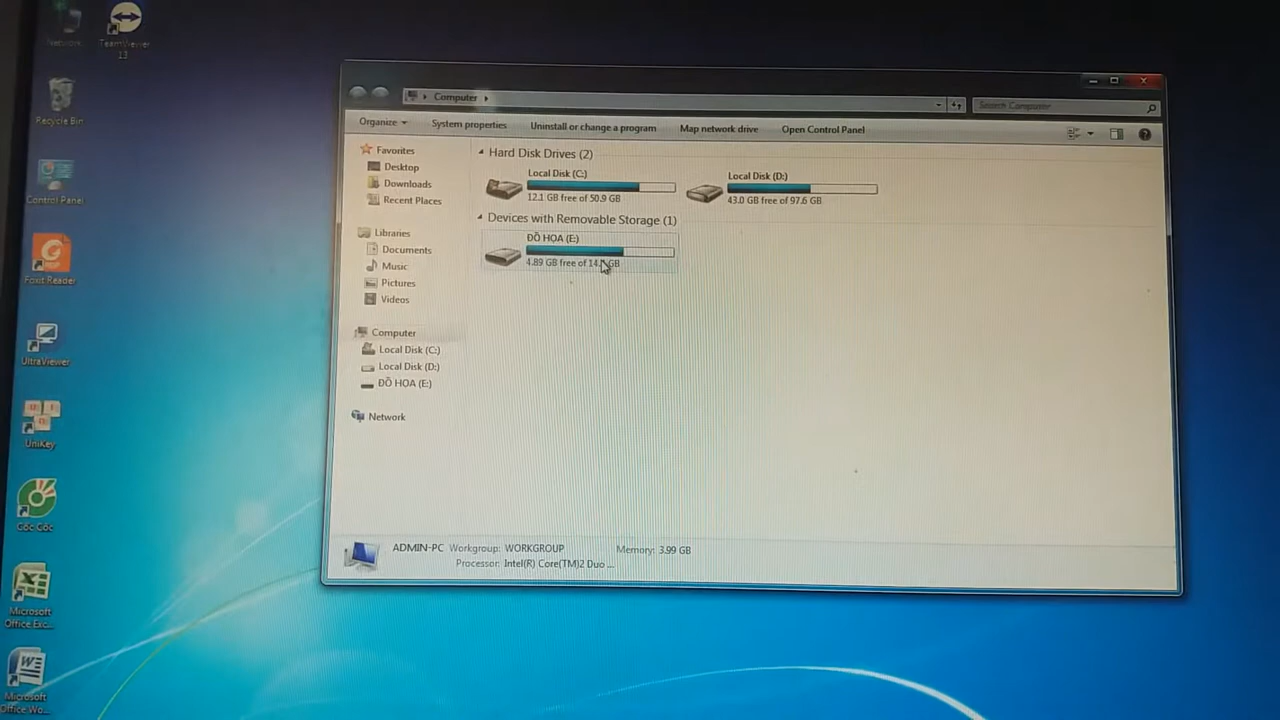 Network
TeamViewer
13
Recycle Bin
Control Panel
Foxit Reader
UltraViewer
UniKey
Cốc Cốc
Microsoft
Office Exc...
Microsoft
Office Wo...
Computer
Search Computer
Organize
System properties
Uninstall or change a program
Map network drive
Open Control Panel
Favorites
Desktop
Downloads
Recent Places
Libraries
Documents
Music
Pictures
Videos
Computer
Local Disk (C:)
Local Disk (D:)
ĐỒ HỌA (E:)
Network
Hard Disk Drives (2)
Local Disk (C:)
12.1 GB free of 50.9 GB
Local Disk (D:)
43.0 GB free of 97.6 GB
Devices with Removable Storage (1)
ĐỒ HỌA (E:)
4.89 GB free of GB
ADMIN-PC Workgroup: WORKGROUP Memory: 3.99 GB
Processor: Intel(R) Core(TM)2 Duo ...